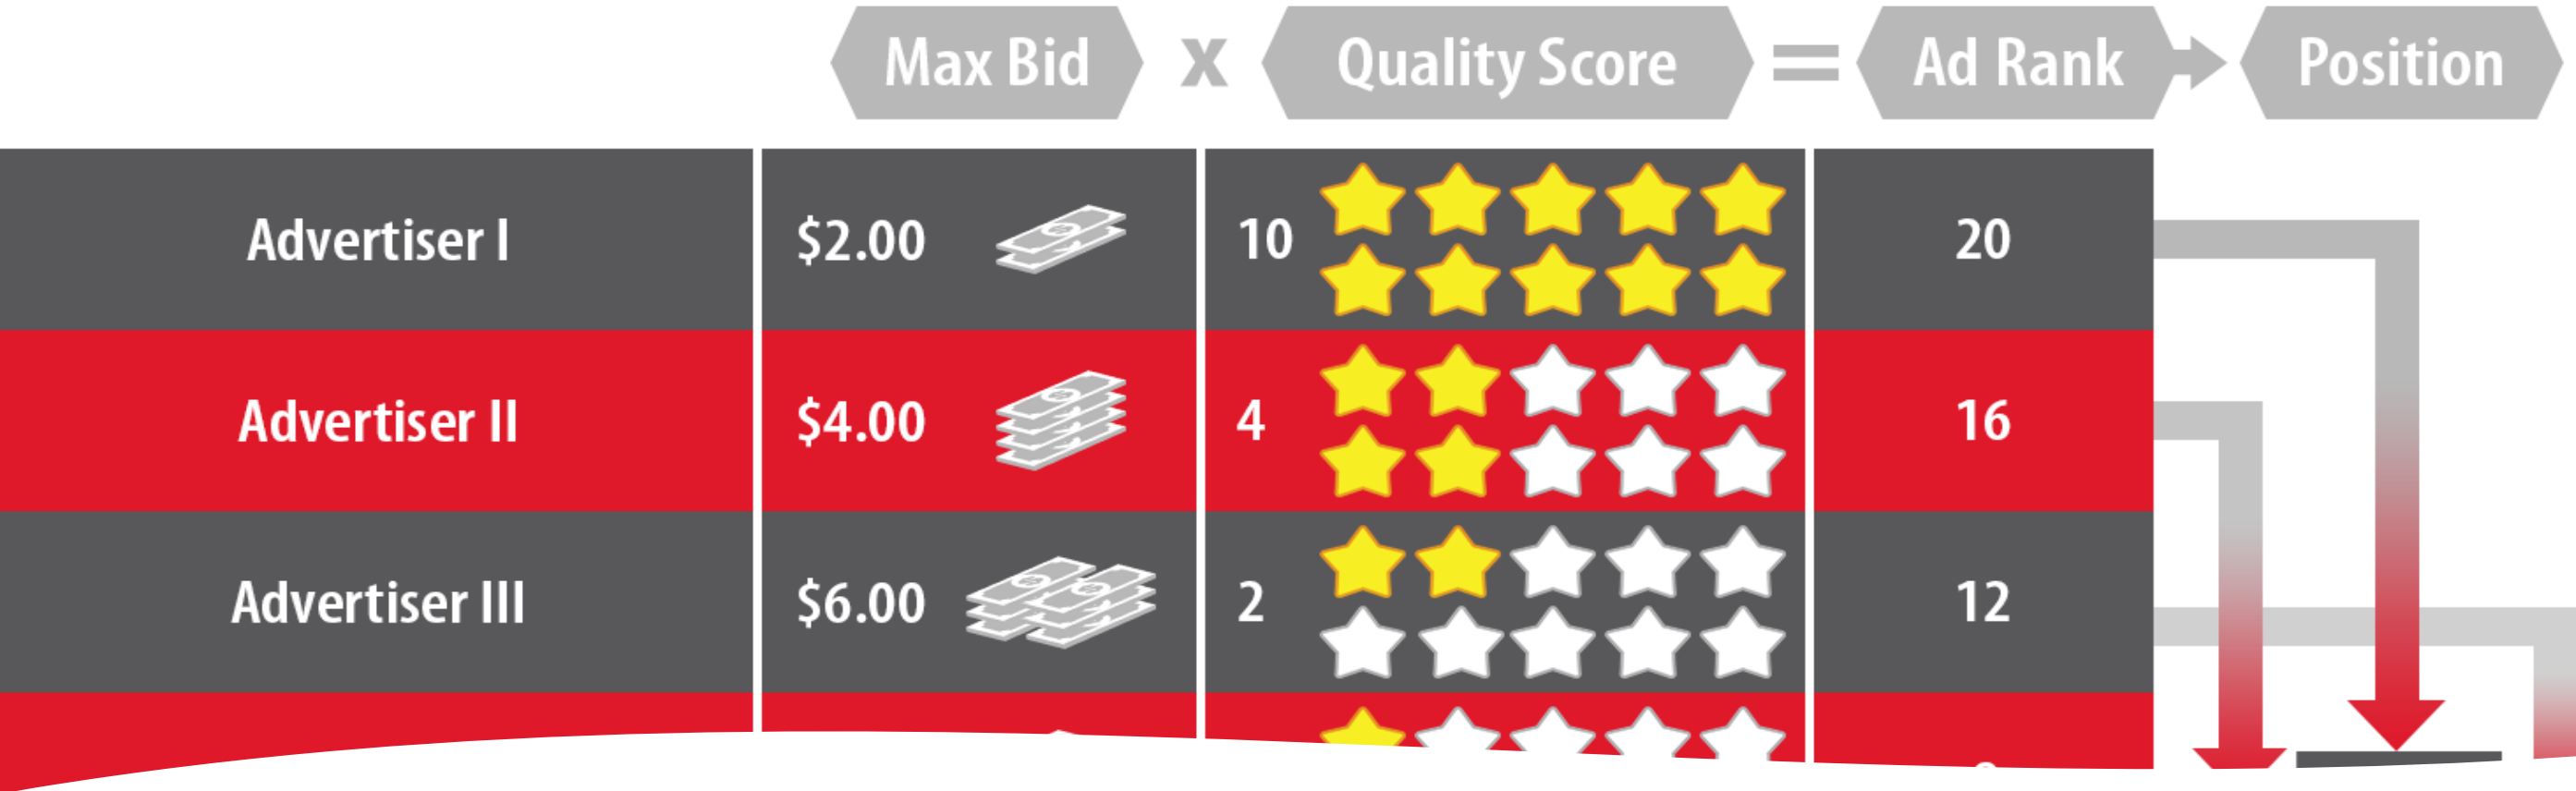 Max Bid x Quality Score = Ad Rank Position
Advertiser I $2.00 10 20
Advertiser II $4.00 4 16
Advertiser III $6.00 2 12